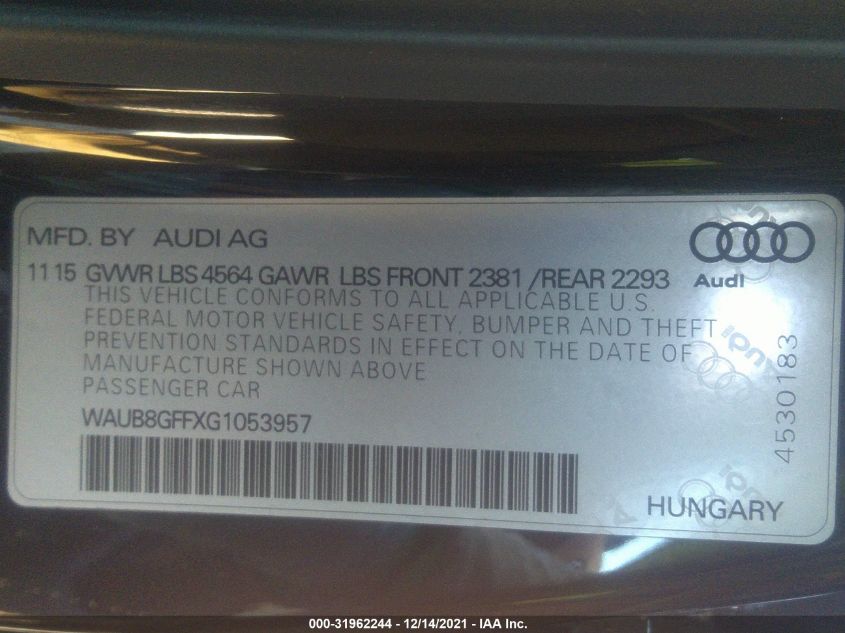 MFD. BY AUDI AG
11 15 GVWR LBS 4564 GAWR LBS FRONT 2381 /REAR 2293
THIS VEHICLE CONFORMS TO ALL APPLICABLE U.S.
FEDERAL MOTOR VEHICLE SAFETY, BUMPER AND THEFT
PREVENTION STANDARDS IN EFFECT ON THE DATE OF
MANUFACTURE SHOWN ABOVE
PASSENGER CAR
WAUB8GFFXG1053957
Audi
4530183
HUNGARY
000-31962244 - 12/14/2021 - IAA Inc.